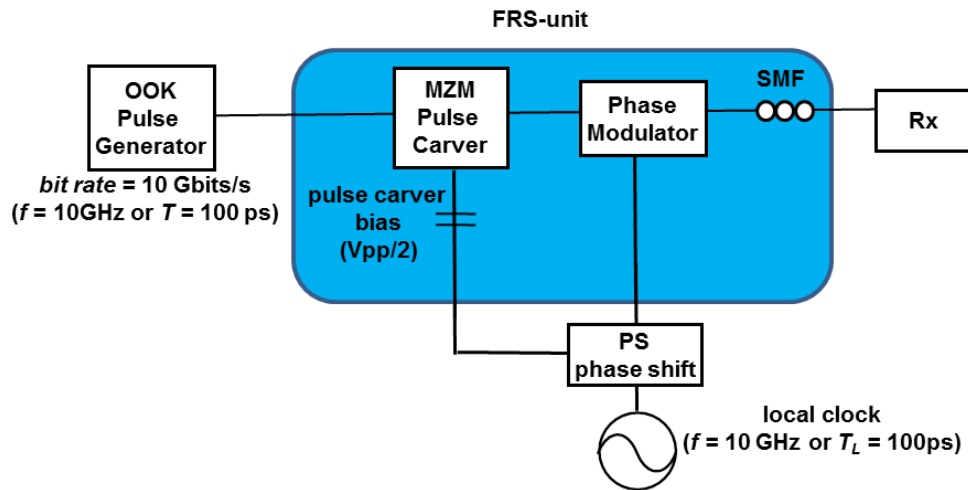 FRS-unit
OOK
Pulse
Generator
bit rate = 10 Gbits/s
(f = 10GHz or T = 100 ps)
MZM
Pulse
Carver
pulse carver
bias
(Vpp/2)
Phase
Modulator
SMF
Rx
PS
phase shift
local clock
(f = 10 GHz or T_L = 100ps)